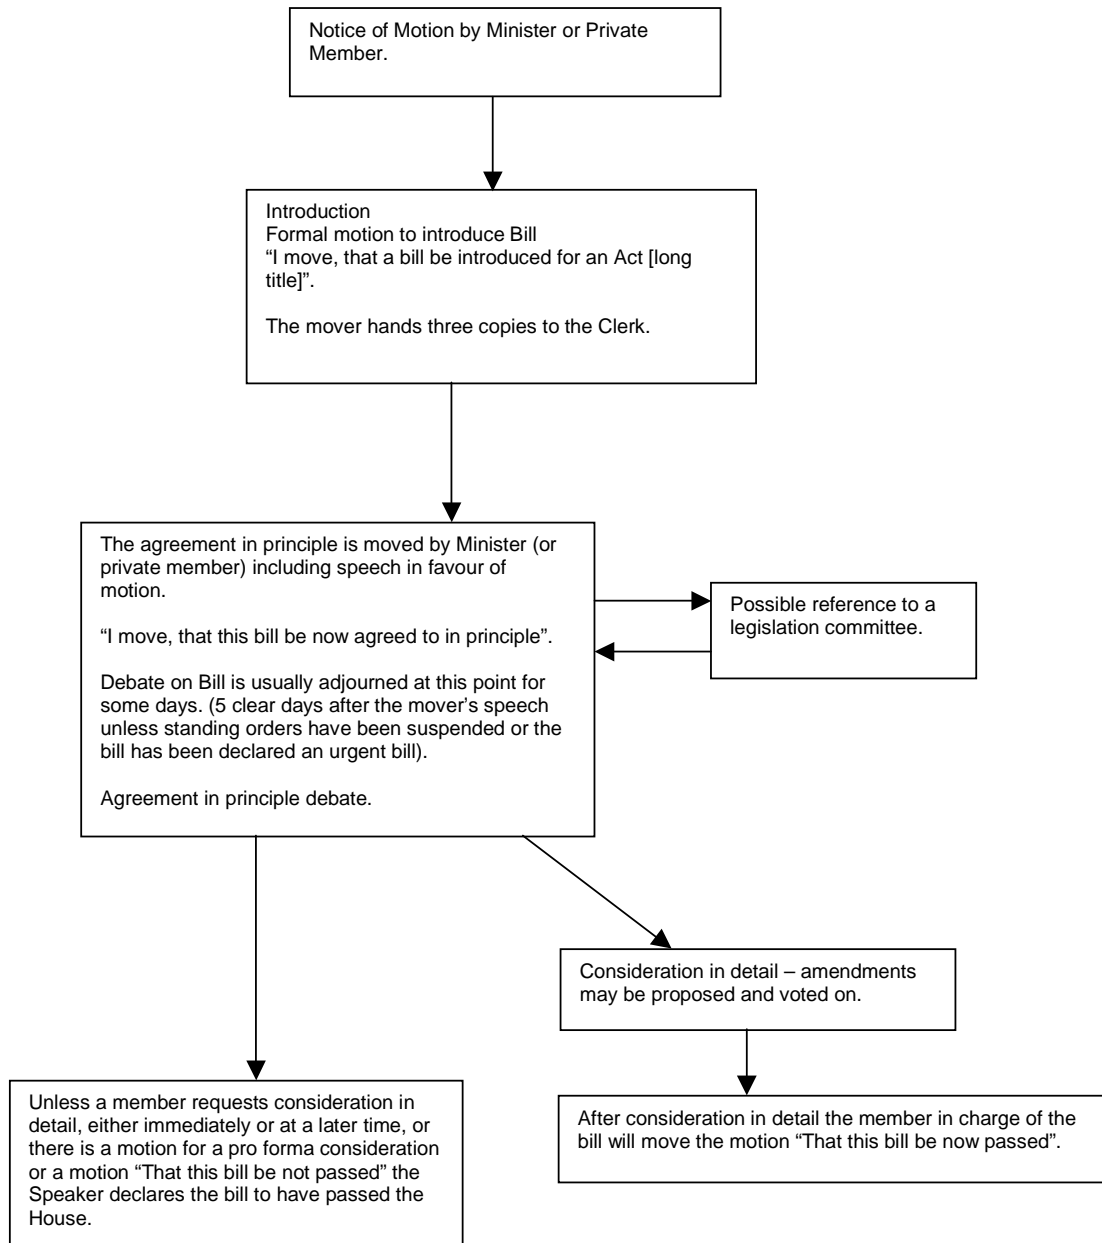 Notice of Motion by Minister or Private
Member.
Introduction
Formal motion to introduce Bill
“I move, that a bill be introduced for an Act [long
title]”.
The mover hands three copies to the Clerk.
The agreement in principle is moved by Minister (or
private member) including speech in favour of
motion.
“I move, that this bill be now agreed to in principle”.
Debate on Bill is usually adjourned at this point for
some days. (5 clear days after the mover’s speech
unless standing orders have been suspended or the
bill has been declared an urgent bill).
Agreement in principle debate.
Possible reference to a
legislation committee.
Consideration in detail – amendments
may be proposed and voted on.
Unless a member requests consideration in
detail, either immediately or at a later time, or
there is a motion for a pro forma consideration
or a motion “That this bill be not passed” the
Speaker declares the bill to have passed the
House.
After consideration in detail the member in charge of the
bill will move the motion “That this bill be now passed”.